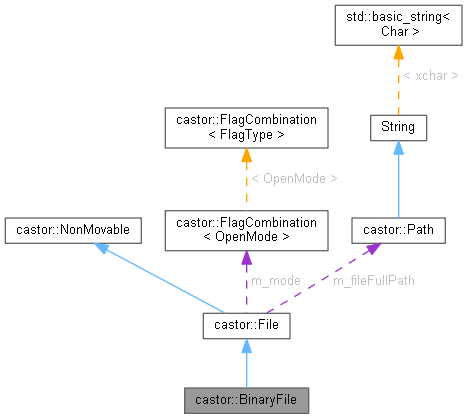 std::basic_string<
Char >
< xchar >
castor::FlagCombination
< FlagType >
String
< OpenMode >
castor::NonMovable
castor::FlagCombination
< OpenMode >
castor::Path
m_mode
m_fileFullPath
castor::File
castor::BinaryFile